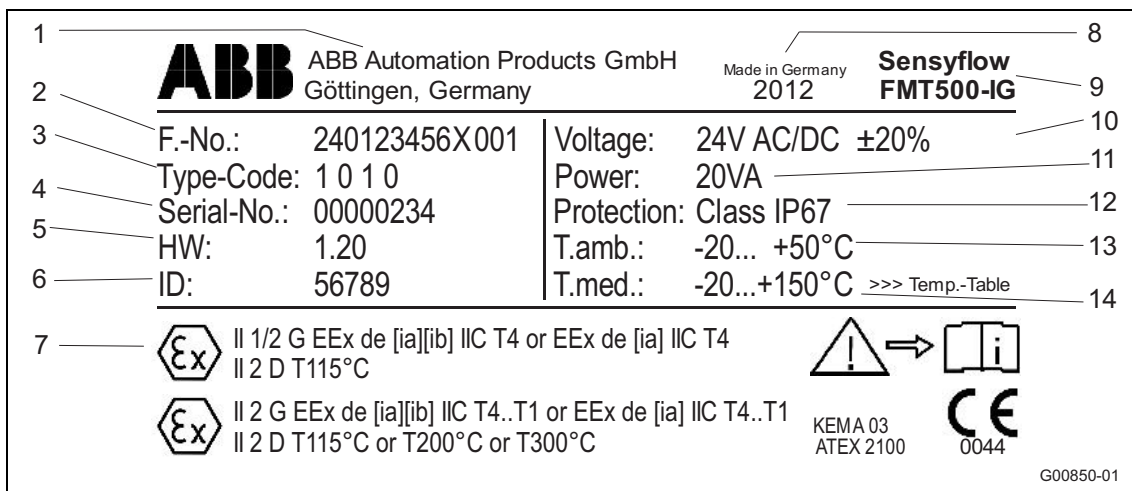 1
ABB
ABB Automation Products GmbH
Göttingen, Germany
Made in Germany
2012
Sensyflow
FMT500-IG
8
9
2
F.-No.: 240123456X001
3
Type-Code: 1 0 1 0
4
Serial-No.: 00000234
5
HW: 1.20
6
ID: 56789
Voltage: 24V AC/DC ±20%
10
Power: 20VA
11
Protection: Class IP67
12
T.amb.: -20... +50°C
13
T.med.: -20...+150°C >>> Temp.-Table
14
7
Ex
II 1/2 G EEx de [ia][ib] IIC T4 or EEx de [ia] IIC T4
II 2 D T115°C
Ex
II 2 G EEx de [ia][ib] IIC T4..T1 or EEx de [ia] IIC T4..T1
II 2 D T115°C or T200°C or T300°C
! i
KEMA 03
ATEX 2100
CE
0044
G00850-01